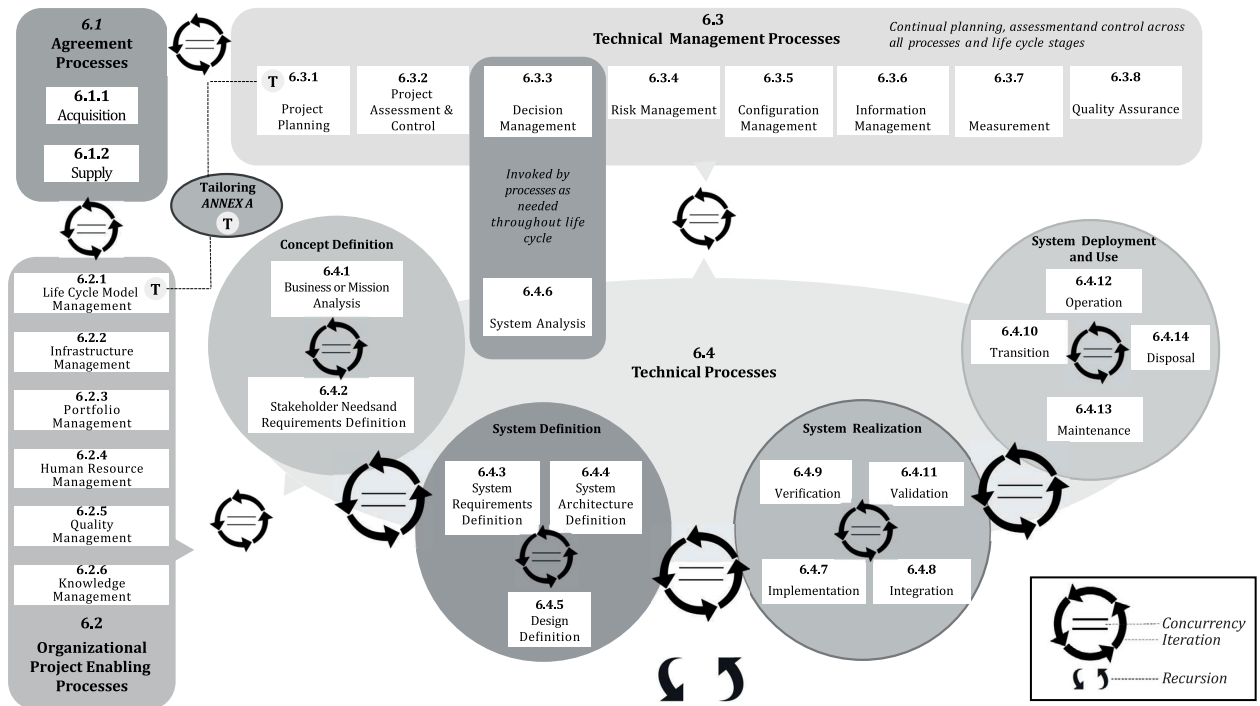 6.1
Agreement
Processes
6.1.1
Acquisition
6.1.2
Supply
6.3
Technical Management Processes
Continual planning, assessmentand control across
all processes and life cycle stages
T
6.3.1
Project
Planning
6.3.2
Project
Assessment &
Control
6.3.3
Decision
Management
6.3.4
Risk Management
6.3.5
Configuration
Management
6.3.6
Information
Management
6.3.7
Measurement
6.3.8
Quality Assurance
Invoked by
processes as
needed
throughout life
cycle
6.4.6
System Analysis
Tailoring
ANNEX A
T
6.2.1
Life Cycle Model
Management
T
6.2.2
Infrastructure
Management
6.2.3
Portfolio
Management
6.2.4
Human Resource
Management
6.2.5
Quality
Management
6.2.6
Knowledge
Management
6.2
Organizational
Project Enabling
Processes
Concept Definition
6.4.1
Business or Mission
Analysis
6.4.2
Stakeholder Needsand
Requirements Definition
6.4
Technical Processes
System Definition
6.4.3
System
Requirements
Definition
6.4.4
System
Architecture
Definition
6.4.5
Design
Definition
System Realization
6.4.9
Verification
6.4.11
Validation
6.4.7
Implementation
6.4.8
Integration
System Deployment
and Use
6.4.12
Operation
6.4.10
Transition
6.4.14
Disposal
6.4.13
Maintenance
Concurrency
Iteration
Recursion